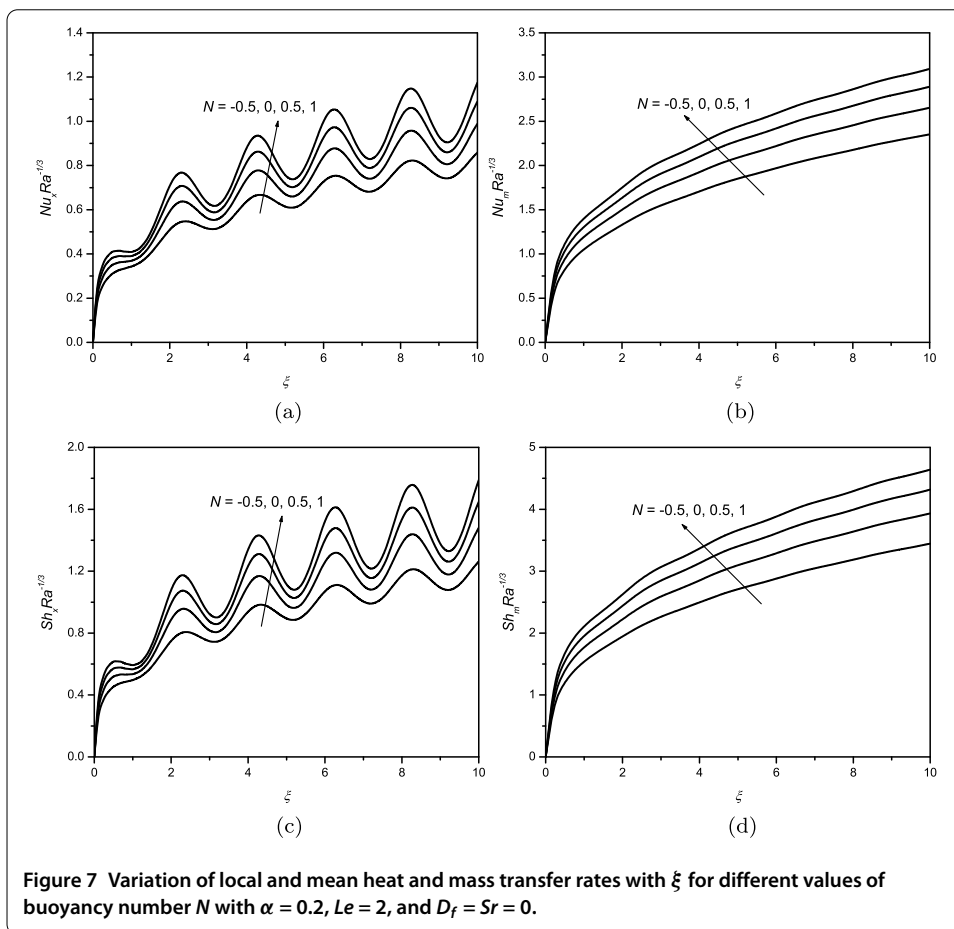 1.4
1.2
1.0
0.8
0.6
0.4
0.2
0.0
Nu_x Ra^{-1/3}
N = -0.5, 0, 0.5, 1
0 2 4 6 8 10
ξ
(a)
3.5
3.0
2.5
2.0
1.5
1.0
0.5
0.0
Nu_m Ra^{-1/3}
N = -0.5, 0, 0.5, 1
0 2 4 6 8 10
ξ
(b)
2.0
1.6
1.2
0.8
0.4
0.0
Sh_x Ra^{-1/3}
N = -0.5, 0, 0.5, 1
0 2 4 6 8 10
ξ
(c)
5
4
3
2
1
0
Sh_m Ra^{-1/3}
N = -0.5, 0, 0.5, 1
0 2 4 6 8 10
ξ
(d)
Figure 7 Variation of local and mean heat and mass transfer rates with ξ for different values of
buoyancy number N with α = 0.2, Le = 2, and D_f = Sr = 0.